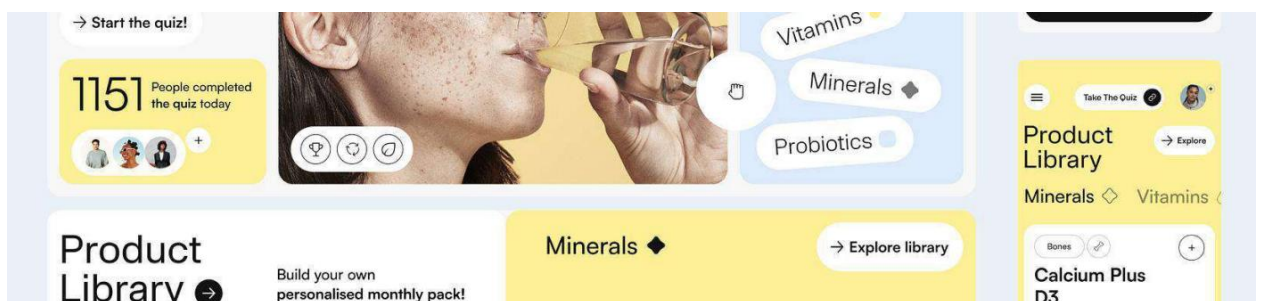 → Start the quiz!
1151
People completed
the quiz today
+
Vitamins
Minerals
Probiotics
Product
Library →
Build your own
personalised monthly pack!
Minerals
→ Explore library
Take The Quiz
Product
Library
→ Explore
Minerals
Vitamins
Bones
+
Calcium Plus
D3